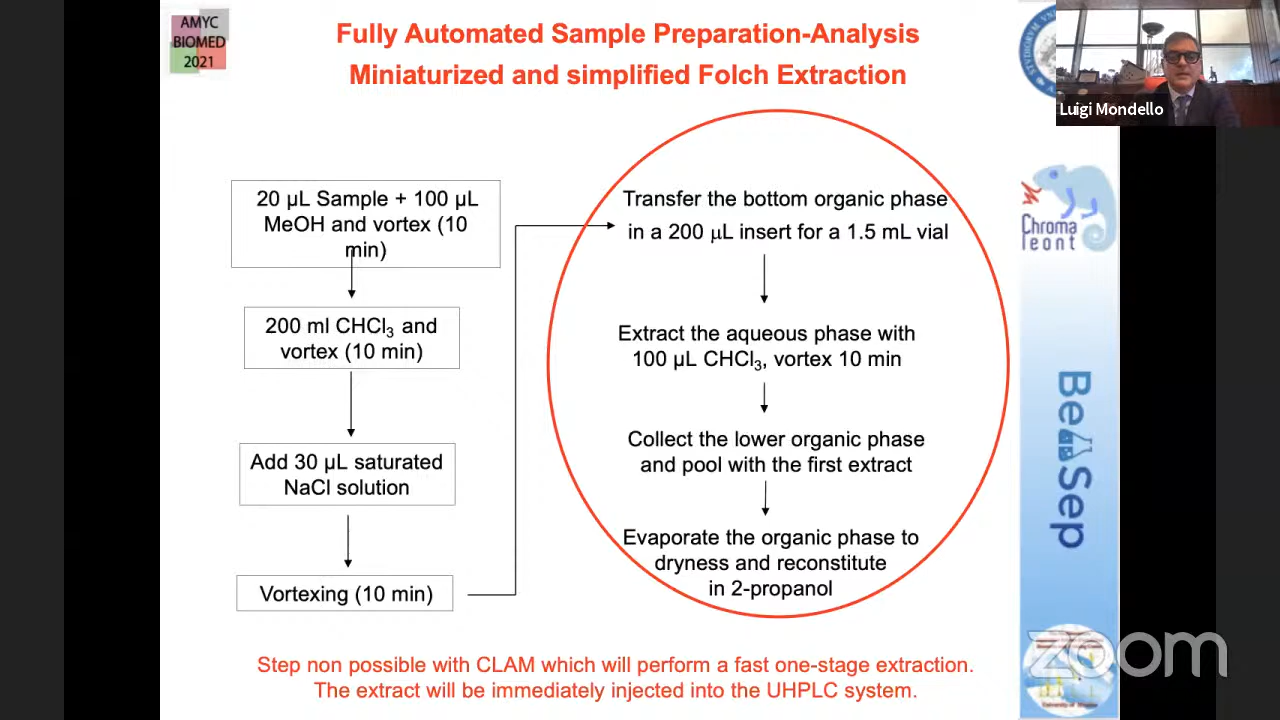 AMYC
BIOMED
2021
Fully Automated Sample Preparation-Analysis
Miniaturized and simplified Folch Extraction
Luigi Mondello
20 µL Sample + 100 µL
MeOH and vortex (10
min)
200 ml CHCl₃ and
vortex (10 min)
Add 30 µL saturated
NaCl solution
Vortexing (10 min)
Transfer the bottom organic phase
in a 200 µL insert for a 1.5 mL vial
Extract the aqueous phase with
100 µL CHCl₃, vortex 10 min
Collect the lower organic phase
and pool with the first extract
Evaporate the organic phase to
dryness and reconstitute
in 2-propanol
Chroma
leont
Be Sep
Step non possible with CLAM which will perform a fast one-stage extraction.
The extract will be immediately injected into the UHPLC system.
zoom